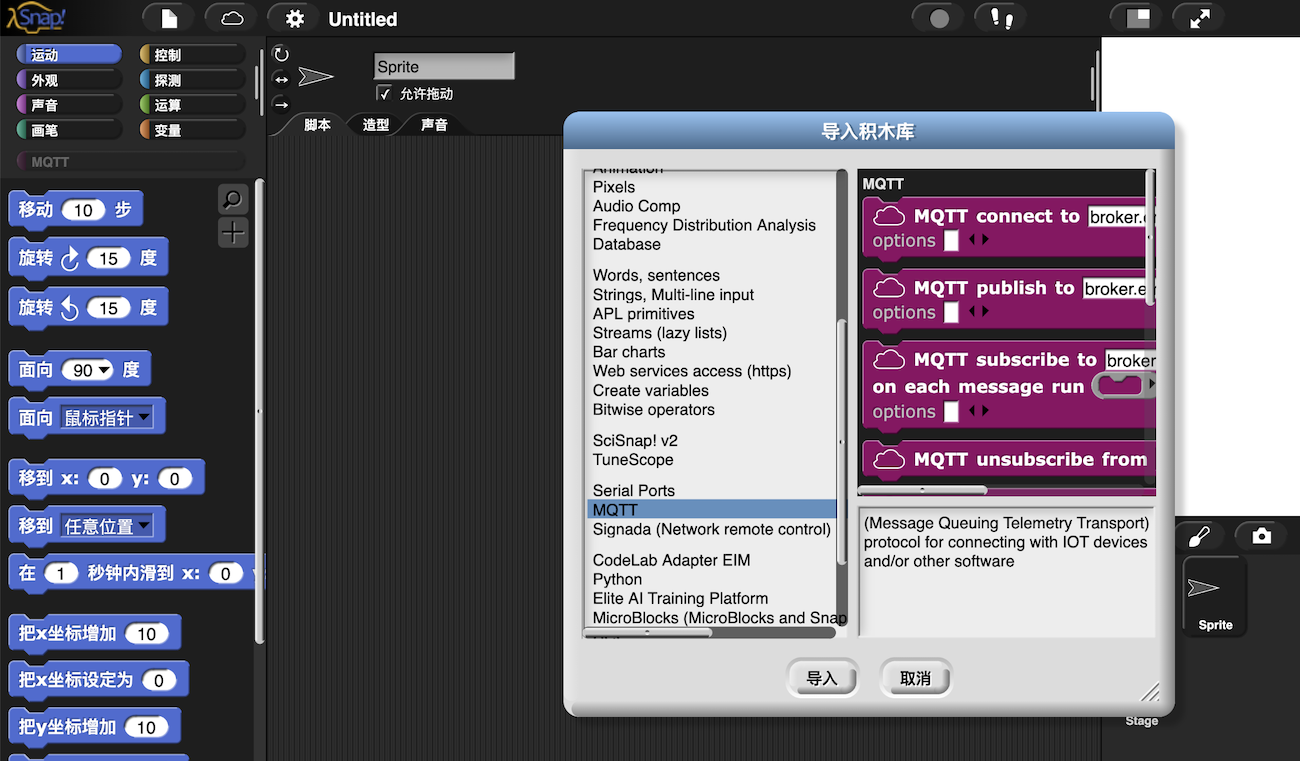 Snap!
Untitled
运动
控制
外观
探测
声音
运算
画笔
变量
MQTT
移动 10 步
旋转 15 度
旋转 15 度
面向 90 度
面向 鼠标指针
移到 x: 0 y: 0
移到 任意位置
在 1 秒钟内滑到 x: 0
把x坐标增加 10
把x坐标设定为 0
把y坐标增加 10
Sprite
允许拖动
脚本
造型
声音
导入积木库
Animation
Pixels
Audio Comp
Frequency Distribution Analysis
Database
Words, sentences
Strings, Multi-line input
APL primitives
Streams (lazy lists)
Bar charts
Web services access (https)
Create variables
Bitwise operators
SciSnap! v2
TuneScope
Serial Ports
MQTT
Signada (Network remote control)
CodeLab Adapter EIM
Python
Elite AI Training Platform
MicroBlocks (MicroBlocks and Snap
MQTT
MQTT connect to broker.e
options
MQTT publish to broker.e
options
MQTT subscribe to broker
on each message run
options
MQTT unsubscribe from
(Message Queuing Telemetry Transport)
protocol for connecting with IOT devices
and/or other software
导入
取消
Sprite
Stage